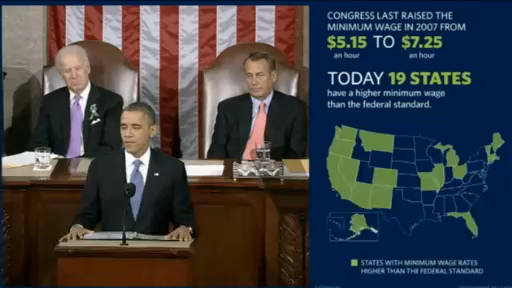 CONGRESS LAST RAISED THE
MINIMUM WAGE IN 2007 FROM
$5.15 TO $7.25
an hour an hour
TODAY 19 STATES
have a higher minimum wage
than the federal standard.
STATES WITH MINIMUM WAGE RATES
HIGHER THAN THE FEDERAL STANDARD